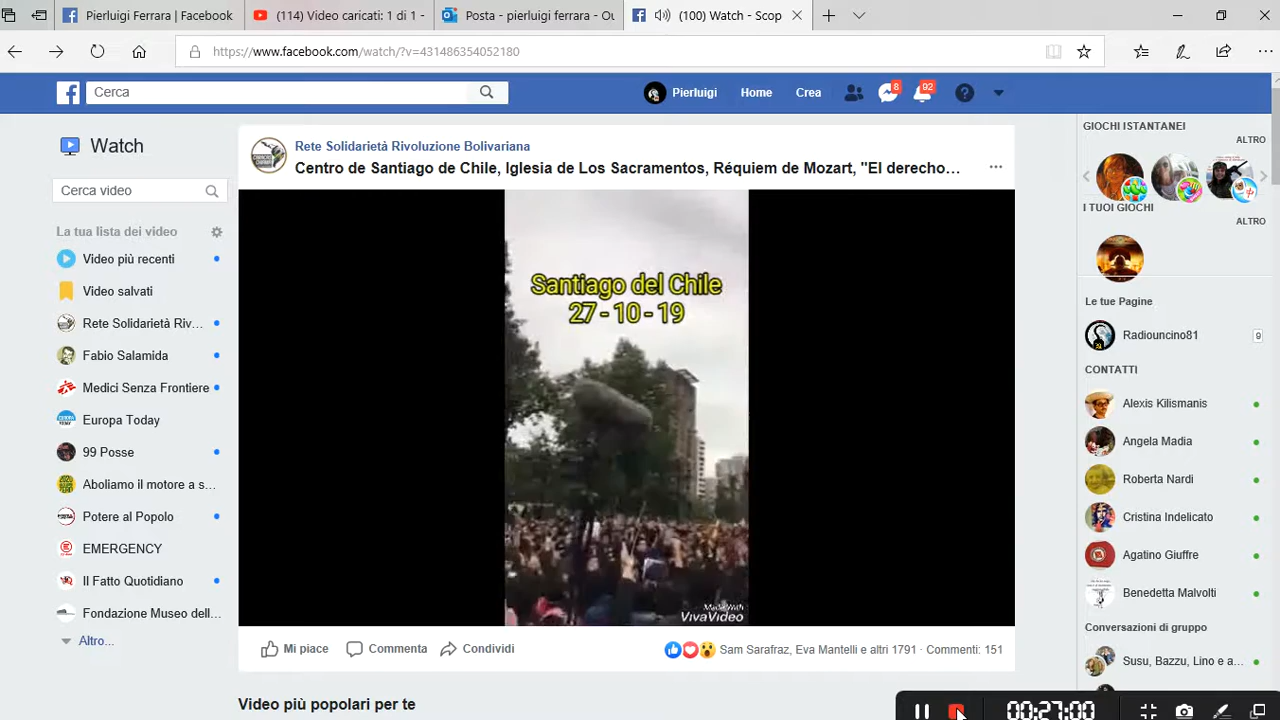 Pierluigi Ferrara | Facebook
(114) Video caricati: 1 di 1 -
Posta - pierluigi ferrara - Ou
(100) Watch - Scop
https://www.facebook.com/watch/?v=431486354052180
Cerca
Pierluigi
Home
Crea
8
92
Watch
Cerca video
La tua lista dei video
Video più recenti
Video salvati
Rete Solidarietà Riv...
Fabio Salamida
Medici Senza Frontiere
Europa Today
99 Posse
Aboliamo il motore a s...
Potere al Popolo
EMERGENCY
Il Fatto Quotidiano
Fondazione Museo dell...
Altro...
Rete Solidarietà Rivoluzione Bolivariana
Centro de Santiago de Chile, Iglesia de Los Sacramentos, Réquiem de Mozart, "El derecho...
Santiago del Chile
27 - 10 - 19
Made With
VivaVideo
Mi piace
Commenta
Condividi
Sam Sarafraz, Eva Mantelli e altri 1791 · Commenti: 151
Video più popolari per te
GIOCHI ISTANTANEI
ALTRO
I TUOI GIOCHI
ALTRO
Le tue Pagine
Radiouncino81
9
CONTATTI
Alexis Kilismanis
Angela Madia
Roberta Nardi
Cristina Indelicato
Agatino Giuffre
Benedetta Malvolti
Conversazioni di gruppo
Susu, Bazzu, Lino e a...
00:27:00